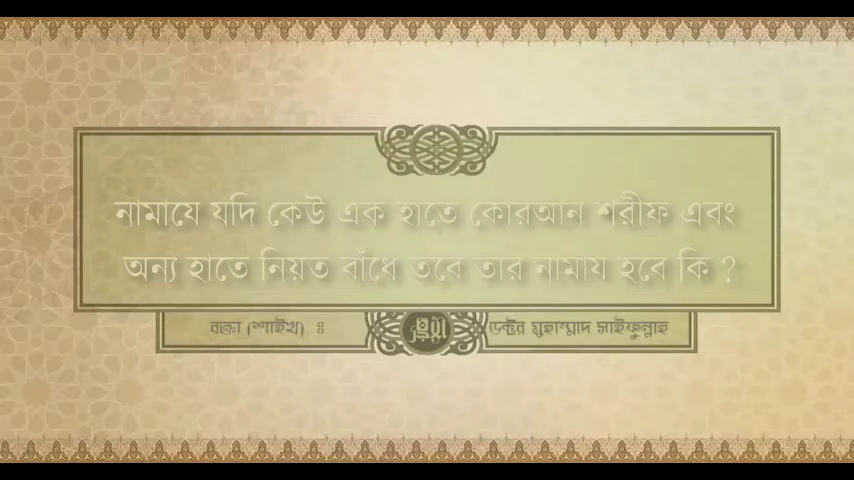 নামাযে যদি কেউ এক হাতে কোরআন শরীফ এবং
অন্য হাতে নিয়ত বাঁধে তবে তার নামায হবে কি ?
বক্তা (শাইখ) ঃ ডক্টর মুহাম্মাদ সাইফুল্লাহ